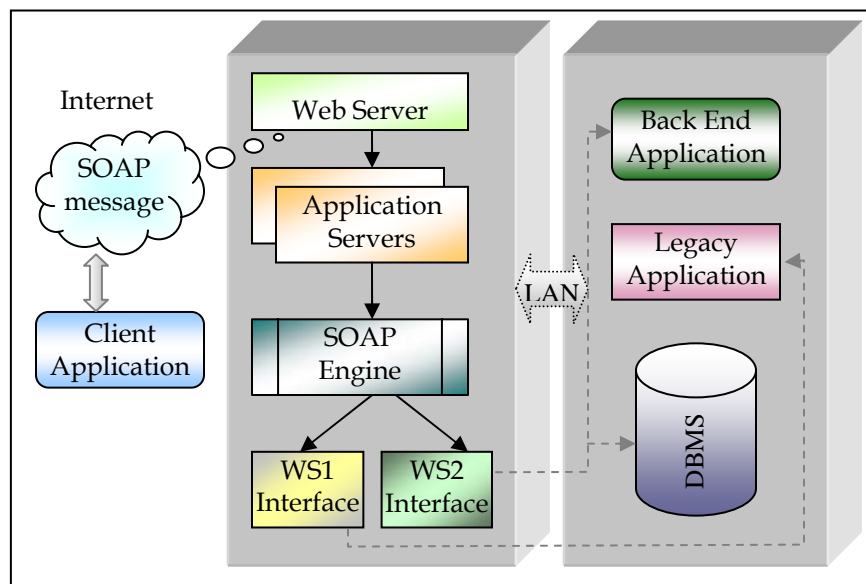 Internet
SOAP
message
Client
Application
Web Server
Application
Servers
SOAP
Engine
WS1
Interface
WS2
Interface
LAN
Back End
Application
Legacy
Application
DBMS